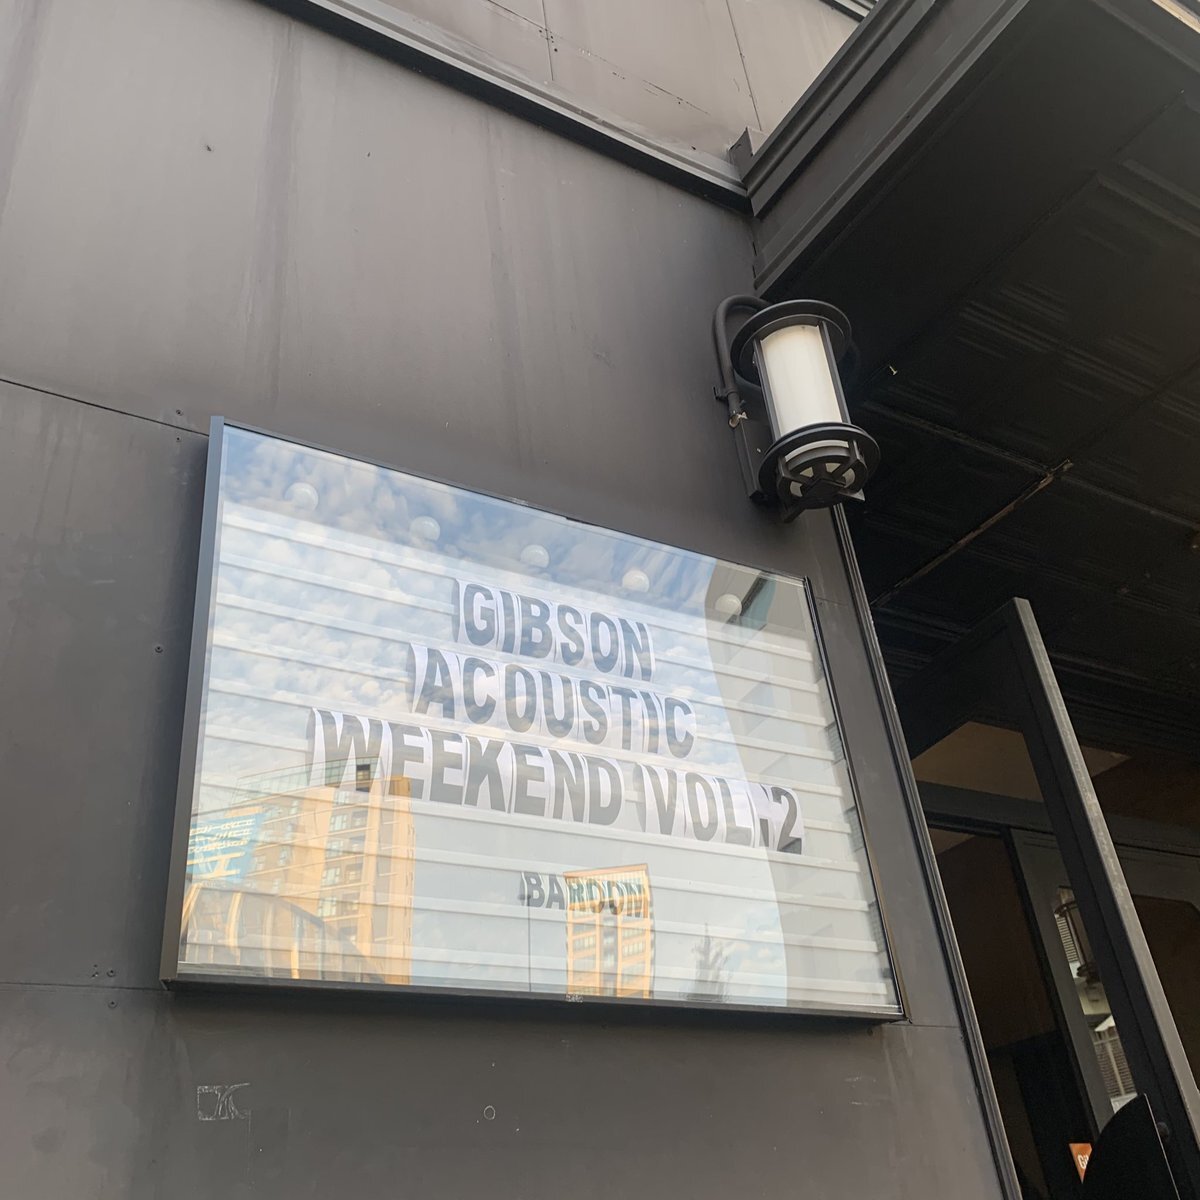 GIBSON
ACOUSTIC
WEEKEND VOL.2
BAROOM